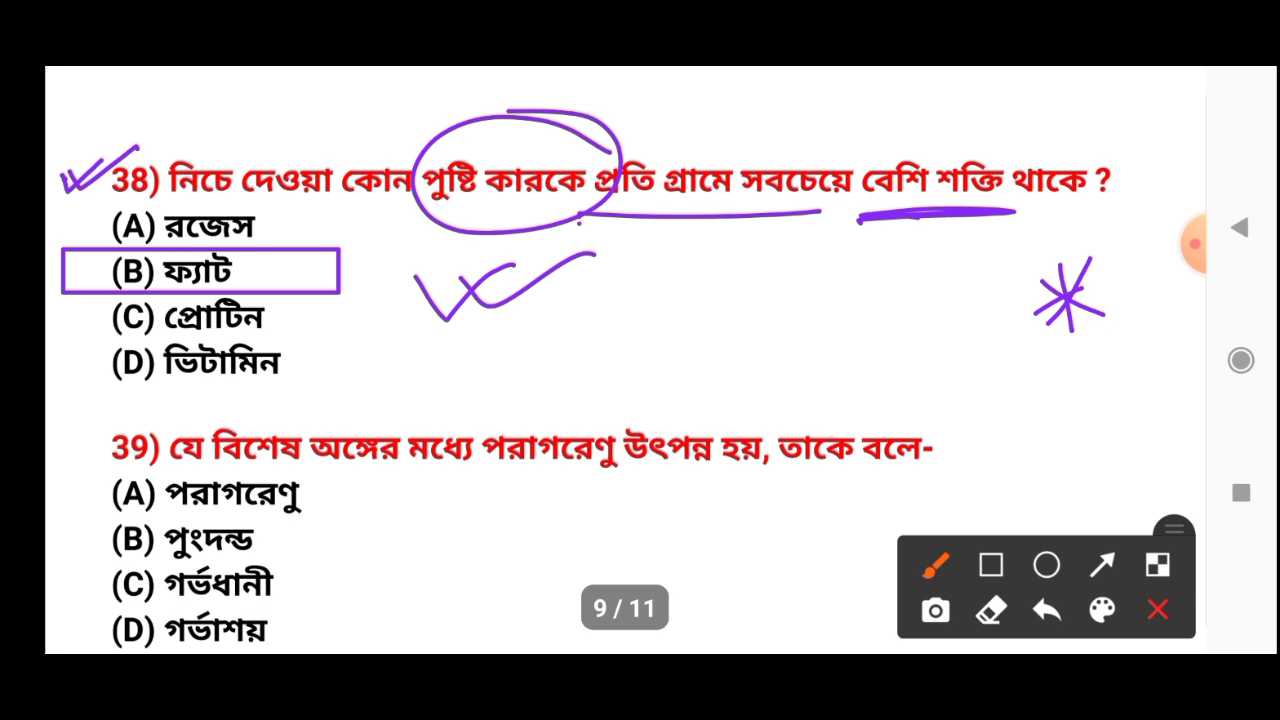 38) নিচে দেওয়া কোন পুষ্টি কারকে প্রতি গ্রামে সবচেয়ে বেশি শক্তি থাকে ?
(A) রজেস
(B) ফ্যাট
(C) প্রোটিন
(D) ভিটামিন
39) যে বিশেষ অঙ্গের মধ্যে পরাগরেণু উৎপন্ন হয়, তাকে বলে-
(A) পরাগরেণু
(B) পুংদন্ড
(C) গর্ভধানী
(D) গর্ভাশয়
9 / 11